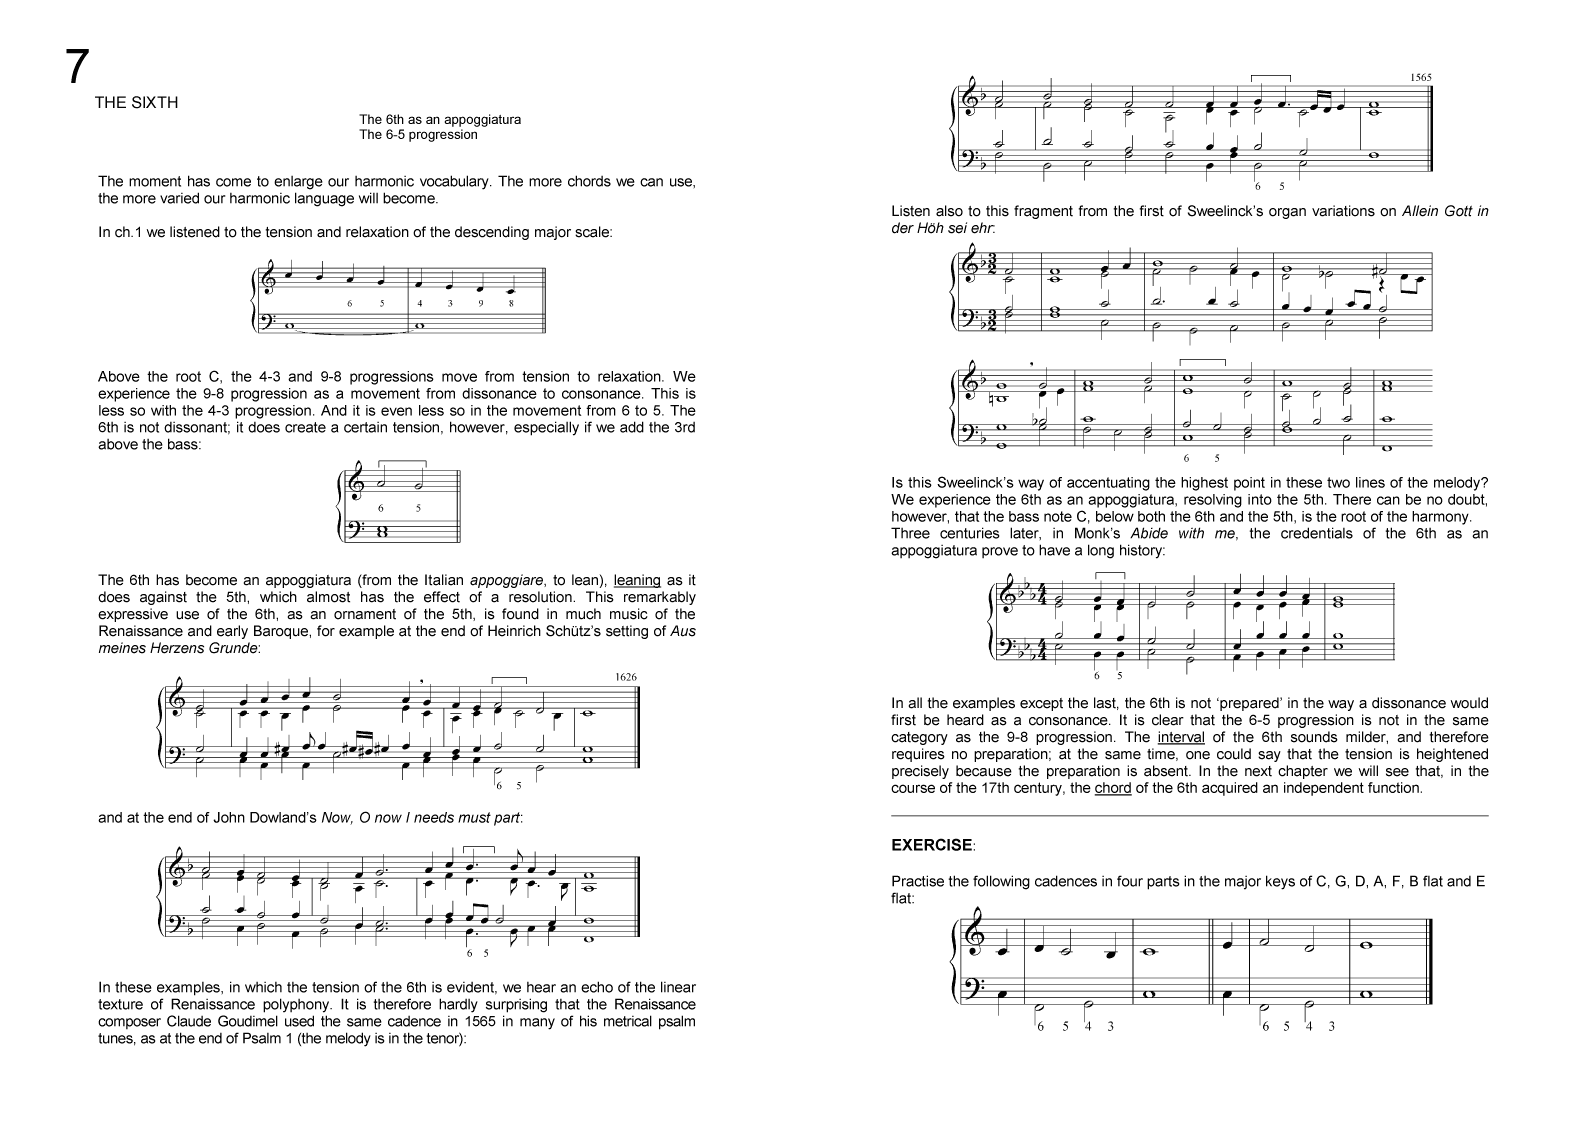 7
THE SIXTH
The 6th as an appoggiatura
The 6-5 progression
The moment has come to enlarge our harmonic vocabulary. The more chords we can use,
the more varied our harmonic language will become.
In ch.1 we listened to the tension and relaxation of the descending major scale:
6 5 4 3 9 8
Above the root C, the 4-3 and 9-8 progressions move from tension to relaxation. We
experience the 9-8 progression as a movement from dissonance to consonance. This is
less so with the 4-3 progression. And it is even less so in the movement from 6 to 5. The
6th is not dissonant; it does create a certain tension, however, especially if we add the 3rd
above the bass:
6 5
The 6th has become an appoggiatura (from the Italian appoggiare, to lean), leaning as it
does against the 5th, which almost has the effect of a resolution. This remarkably
expressive use of the 6th, as an ornament of the 5th, is found in much music of the
Renaissance and early Baroque, for example at the end of Heinrich Schütz's setting of Aus
meines Herzens Grunde:
1626
6 5
and at the end of John Dowland's Now, O now I needs must part:
6 5
In these examples, in which the tension of the 6th is evident, we hear an echo of the linear
texture of Renaissance polyphony. It is therefore hardly surprising that the Renaissance
composer Claude Goudimel used the same cadence in 1565 in many of his metrical psalm
tunes, as at the end of Psalm 1 (the melody is in the tenor):
1565
6 5
Listen also to this fragment from the first of Sweelinck's organ variations on Allein Gott in
der Höh sei ehr:
3
2
3
2
6 5
Is this Sweelinck's way of accentuating the highest point in these two lines of the melody?
We experience the 6th as an appoggiatura, resolving into the 5th. There can be no doubt,
however, that the bass note C, below both the 6th and the 5th, is the root of the harmony.
Three centuries later, in Monk's Abide with me, the credentials of the 6th as an
appoggiatura prove to have a long history:
4
4
4
4
6 5
In all the examples except the last, the 6th is not 'prepared' in the way a dissonance would
first be heard as a consonance. It is clear that the 6-5 progression is not in the same
category as the 9-8 progression. The interval of the 6th sounds milder, and therefore
requires no preparation; at the same time, one could say that the tension is heightened
precisely because the preparation is absent. In the next chapter we will see that, in the
course of the 17th century, the chord of the 6th acquired an independent function.
EXERCISE:
Practise the following cadences in four parts in the major keys of C, G, D, A, F, B flat and E
flat:
6 5 4 3 6 5 4 3